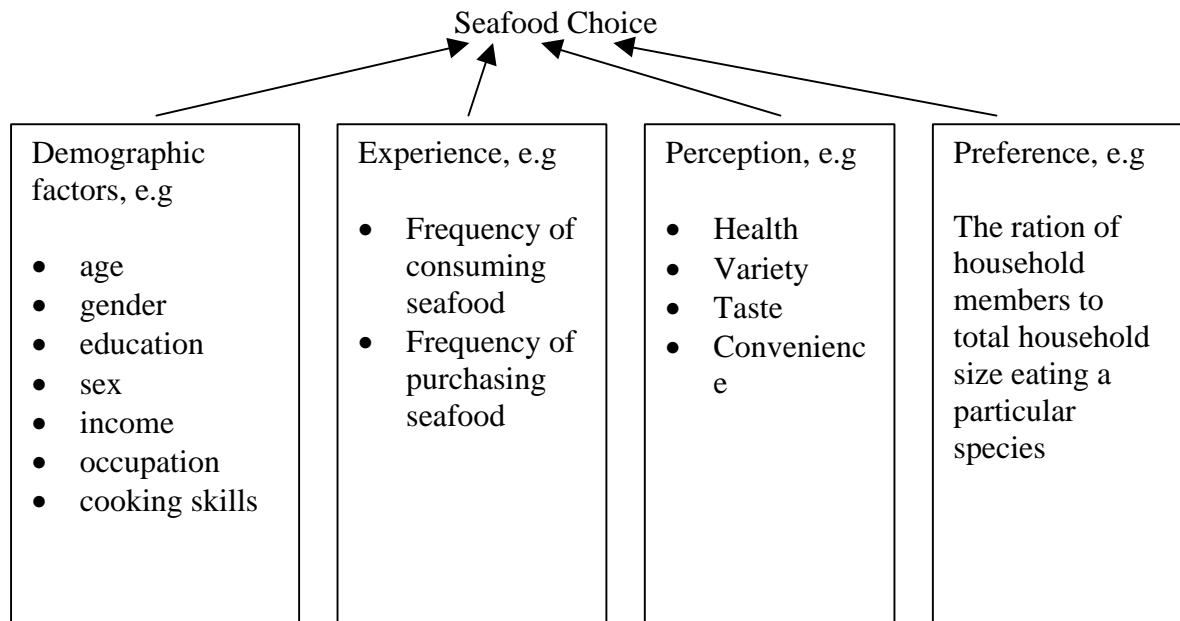 Seafood Choice
Demographic
factors, e.g
• age
• gender
• education
• sex
• income
• occupation
• cooking skills
Experience, e.g
• Frequency of
consuming
seafood
• Frequency of
purchasing
seafood
Perception, e.g
• Health
• Variety
• Taste
• Convenienc
e
Preference, e.g
The ration of
household
members to
total household
size eating a
particular
species